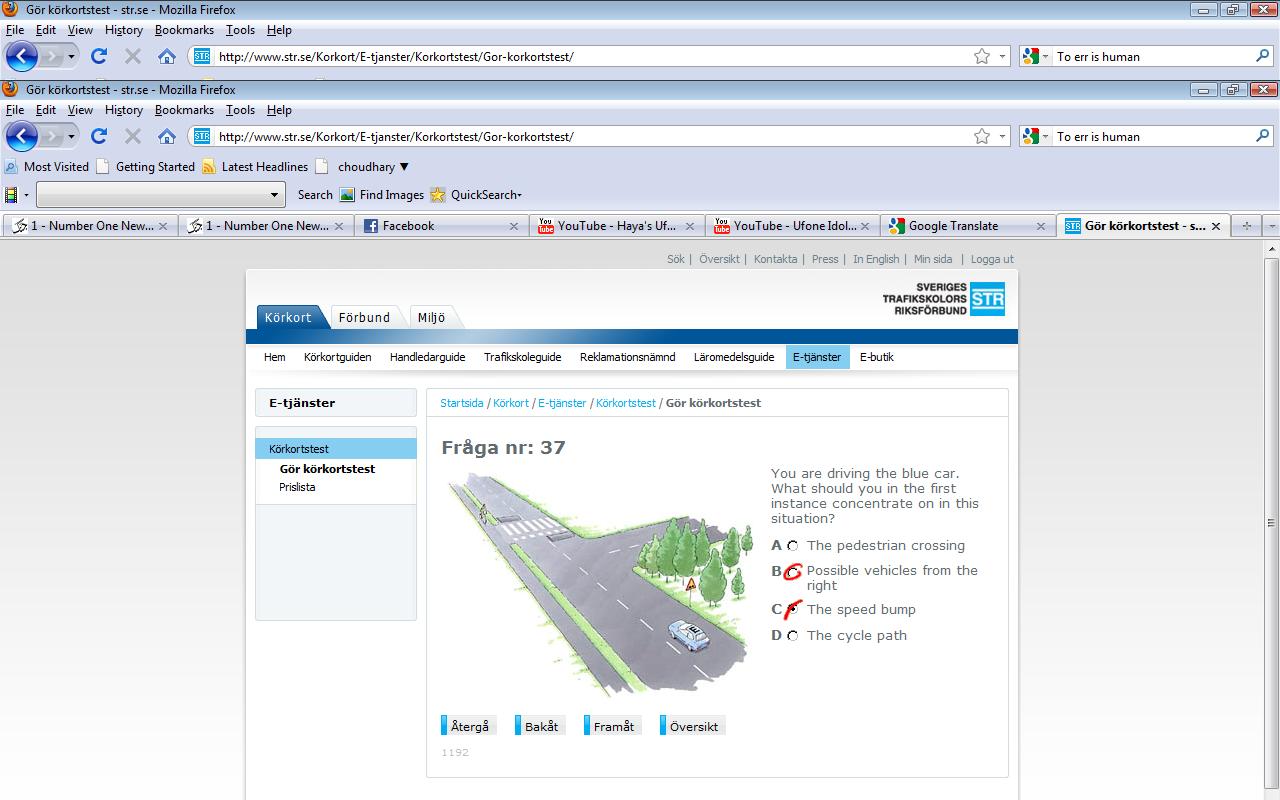 Gör körkortstest - str.se - Mozilla Firefox
File Edit View History Bookmarks Tools Help
STR http://www.str.se/Korkort/E-tjanster/Korkortstest/Gor-korkortstest/ To err is human
Gör körkortstest - str.se - Mozilla Firefox
File Edit View History Bookmarks Tools Help
STR http://www.str.se/Korkort/E-tjanster/Korkortstest/Gor-korkortstest/ To err is human
Most Visited Getting Started Latest Headlines choudhary ▼
Search Find Images QuickSearch
1 - Number One New... 1 - Number One New... Facebook You Tube YouTube - Haya's Uf... You Tube YouTube - Ufone Idol... Google Translate STR Gör körkortstest - s...
Sök | Översikt | Kontakta | Press | In English | Min sida | Logga ut
SVERIGES
TRAFIKSKOLORS STR
RIKSFÖRBUND
Körkort Förbund Miljö
Hem Körkortguiden Handledarguide Trafikskoleguide Reklamationsnämnd Läromedelsguide E-tjänster E-butik
E-tjänster
Startsida / Körkort / E-tjänster / Körkortstest / Gör körkortstest
Körkortstest
Gör körkortstest
Prislista
Fråga nr: 37
You are driving the blue car.
What should you in the first
instance concentrate on in this
situation?
A The pedestrian crossing
B Possible vehicles from the
right
C The speed bump
D The cycle path
Återgå Bakåt Framåt Översikt
1192